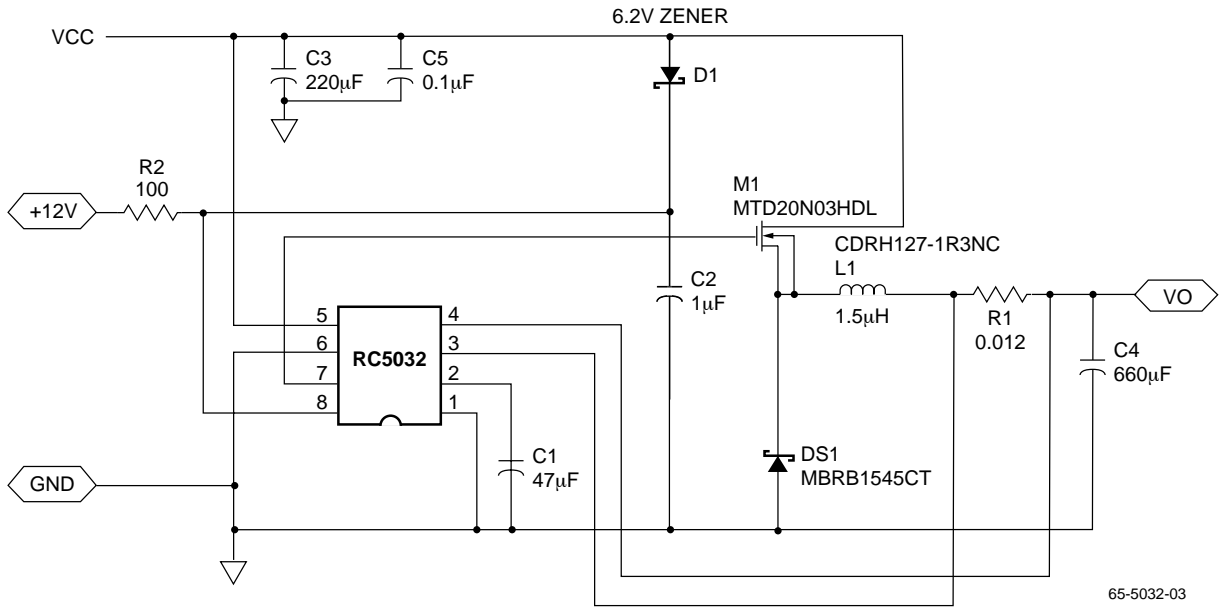 6.2V ZENER
VCC
C3
220μF
C5
0.1μF
D1
R2
100
+12V
M1
MTD20N03HDL
CDRH127-1R3NC
L1
1.5μH
C2
1μF
R1
0.012
VO
C4
660μF
5
6
7
8
RC5032
4
3
2
1
C1
47μF
DS1
MBRB1545CT
GND
65-5032-03